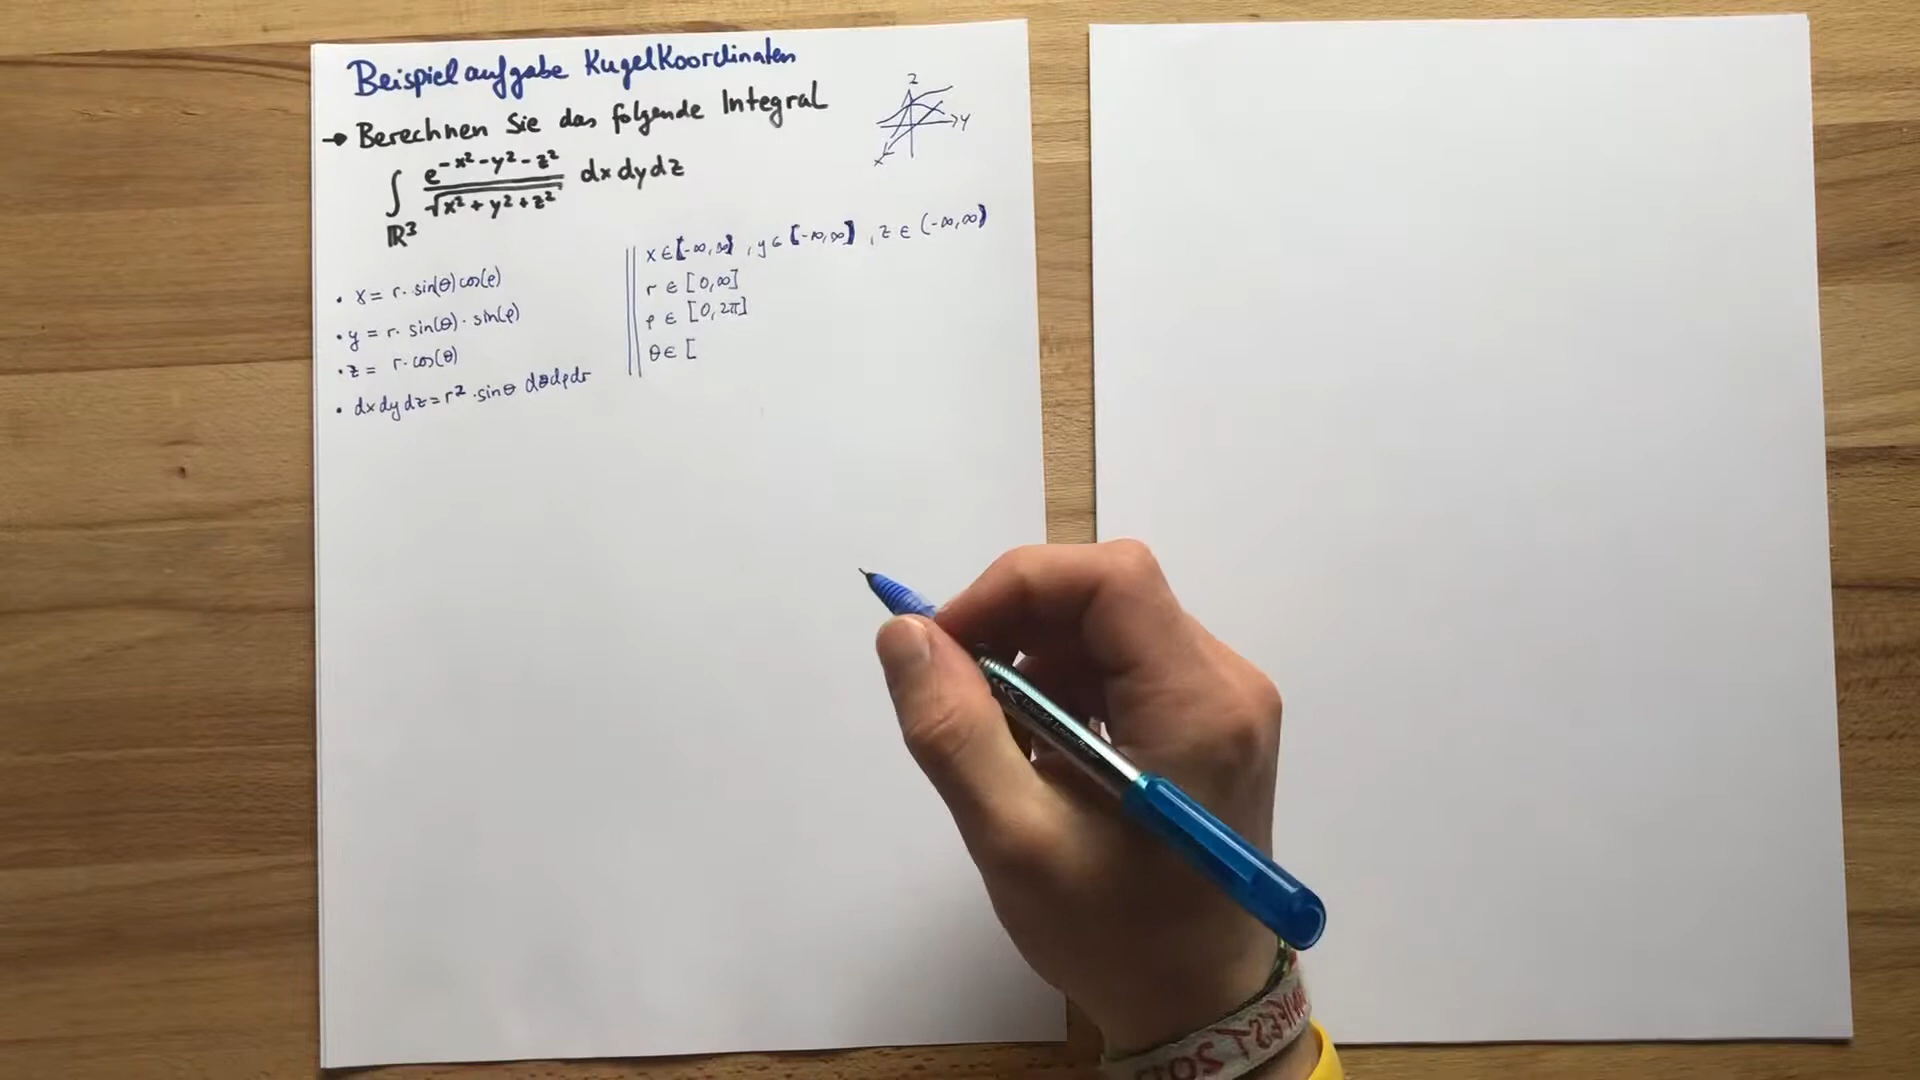 Beispielaufgabe Kugelkoordinaten
→ Berechnen Sie das folgende Integral
∫_{ℝ³} e^{-x²-y²-z²} / √(x²+y²+z²) dx dy dz
z
y
x
• x = r · sin(θ) cos(φ)
• y = r · sin(θ) · sin(φ)
• z = r · cos(θ)
• dx dy dz = r² · sinθ dθ dφ dr
x ∈ (-∞,∞), y ∈ (-∞,∞), z ∈ (-∞,∞)
r ∈ [0,∞]
φ ∈ [0, 2π]
θ ∈ [